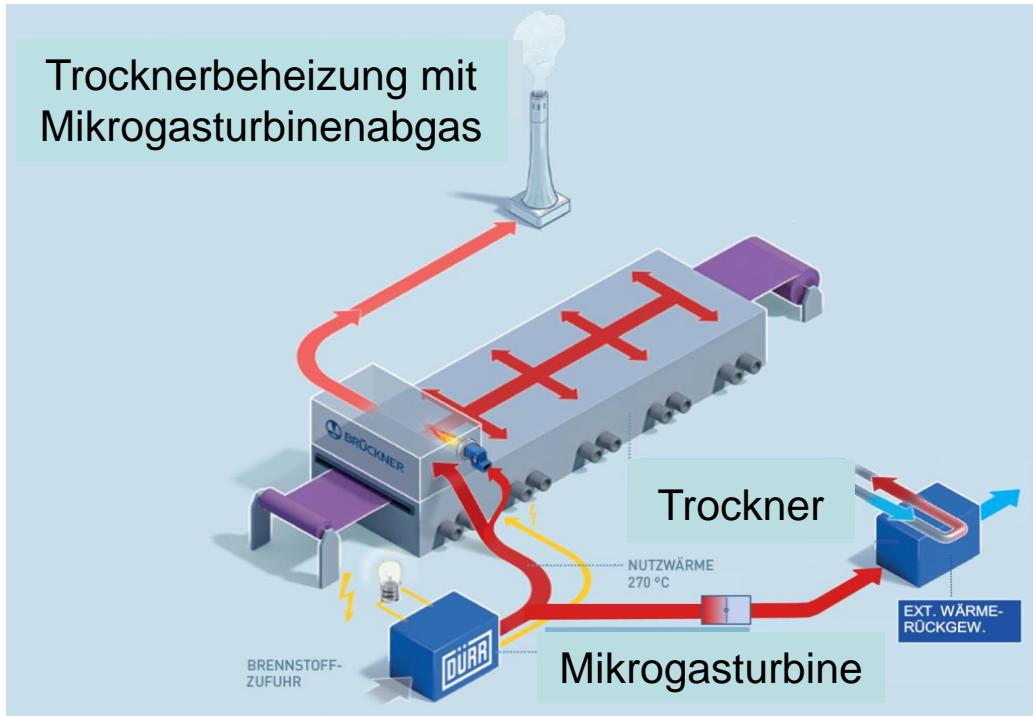 Trocknerbeheizung mit
Mikrogasturbinenabgas
BRÜCKNER
Trockner
NUTZWÄRME
270 °C
EXT. WÄRME-
RÜCKGEW.
DÜRR
Mikrogasturbine
BRENNSTOFF-
ZUFUHR